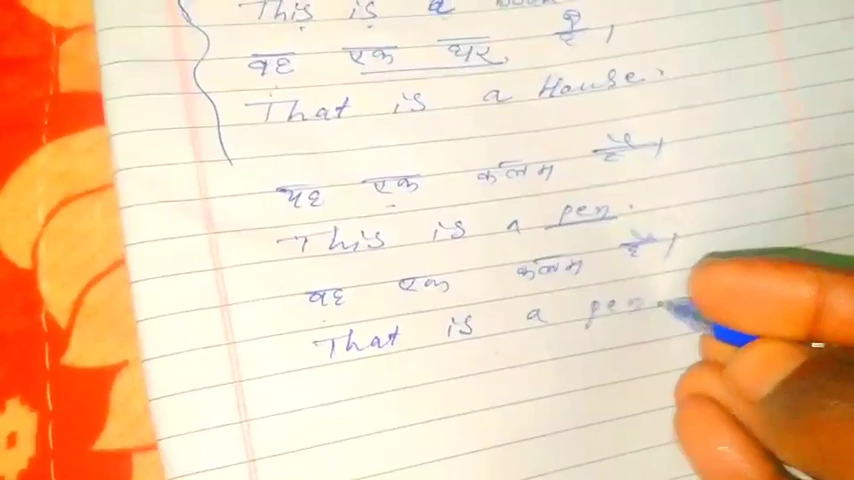 This is a book
वह एक घर है।
That is a House.
यह एक कलम है।
This is a pen.
वह एक कलम है।
That is a pen.